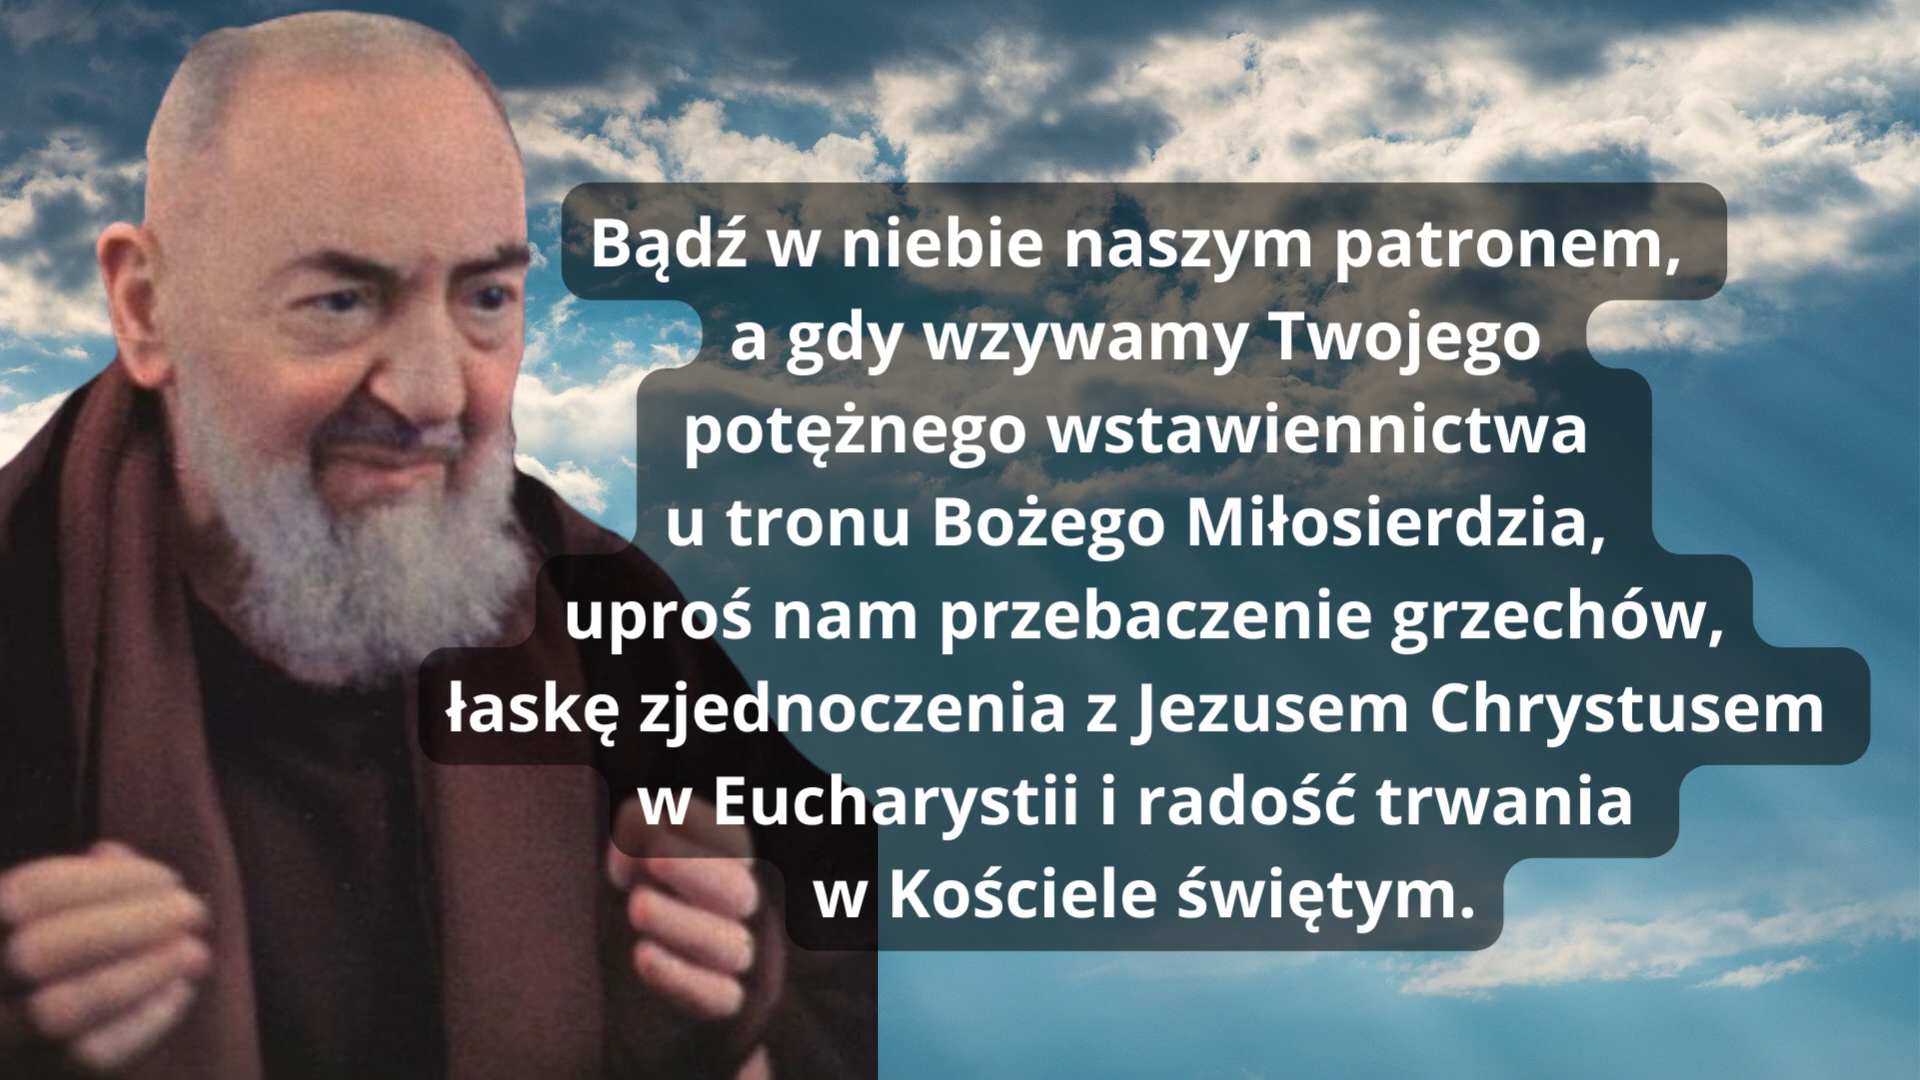 Bądź w niebie naszym patronem,
a gdy wzywamy Twojego
potężnego wstawiennictwa
u tronu Bożego Miłosierdzia,
uproś nam przebaczenie grzechów,
łaskę zjednoczenia z Jezusem Chrystusem
w Eucharystii i radość trwania
w Kościele świętym.